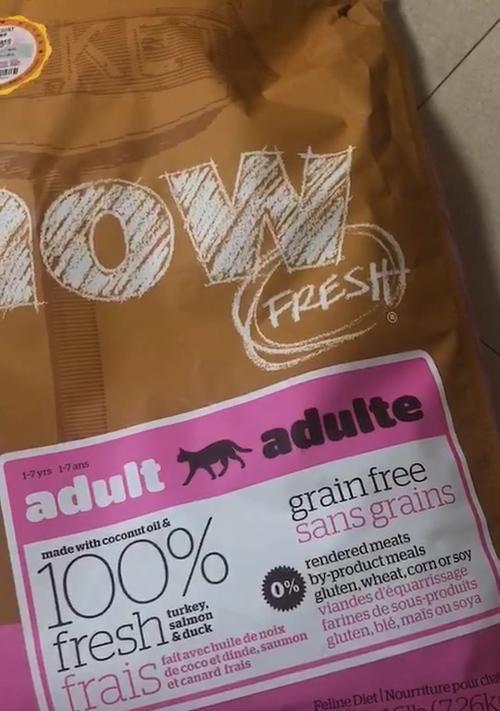 now
FRESH
®
1-7 yrs 1-7 ans
adult adulte
made with coconut oil &
100%
fresh
turkey,
salmon
& duck
frais
fait avec huile de noix
de coco et dinde, saumon
et canard frais
grain free
sans grains
0%
rendered meats
by-product meals
gluten, wheat, corn or soy
viandes d'équarrissage
farines de sous-produits
gluten, blé, maïs ou soya
Feline Diet | Nourriture pour